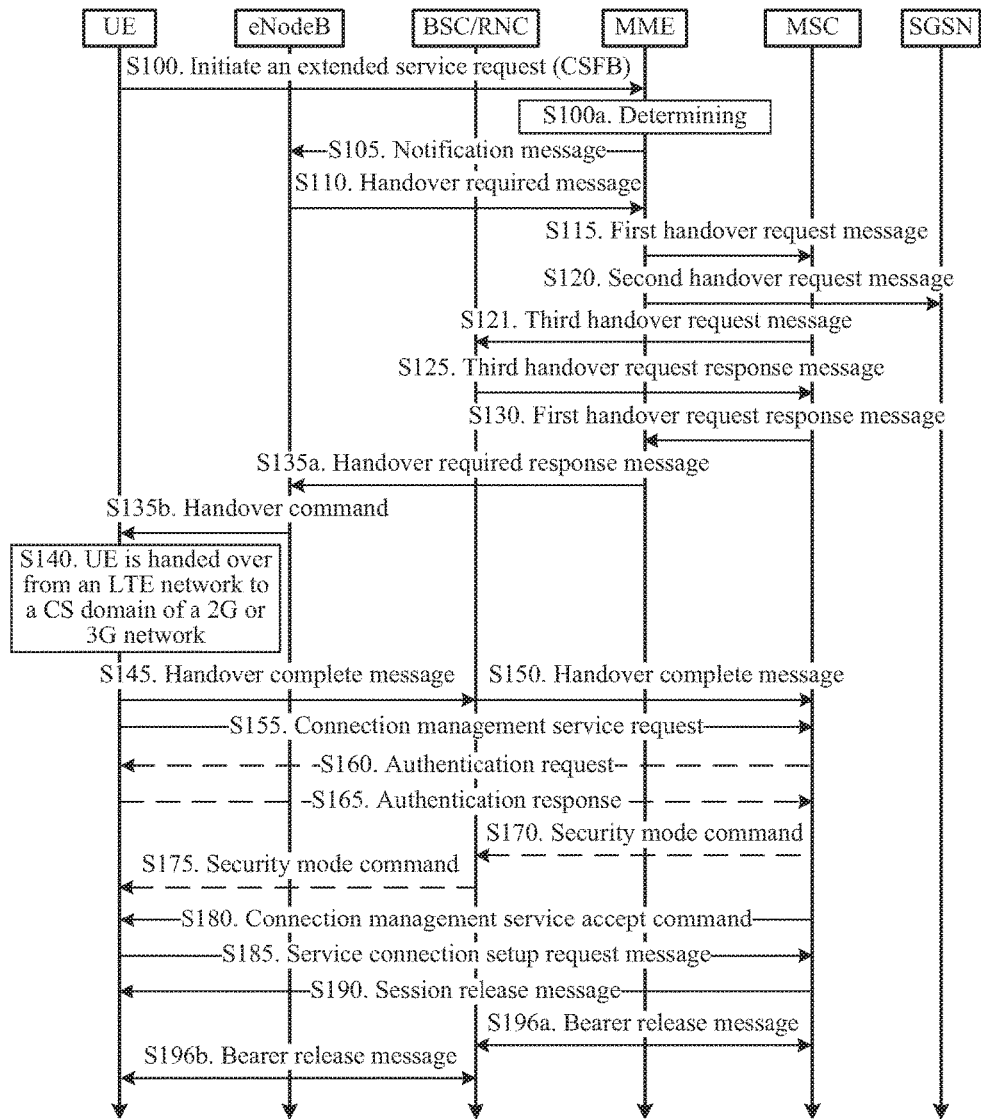 UE eNodeB BSC/RNC MME MSC SGSN
S100. Initiate an extended service request (CSFB)
S100a. Determining
S105. Notification message
S110. Handover required message
S115. First handover request message
S120. Second handover request message
S121. Third handover request message
S125. Third handover request response message
S130. First handover request response message
S135a. Handover required response message
S135b. Handover command
S140. UE is handed over
from an LTE network to
a CS domain of a 2G or
3G network
S145. Handover complete message S150. Handover complete message
S155. Connection management service request
S160. Authentication request
S165. Authentication response
S170. Security mode command
S175. Security mode command
S180. Connection management service accept command
S185. Service connection setup request message
S190. Session release message
S196a. Bearer release message
S196b. Bearer release message